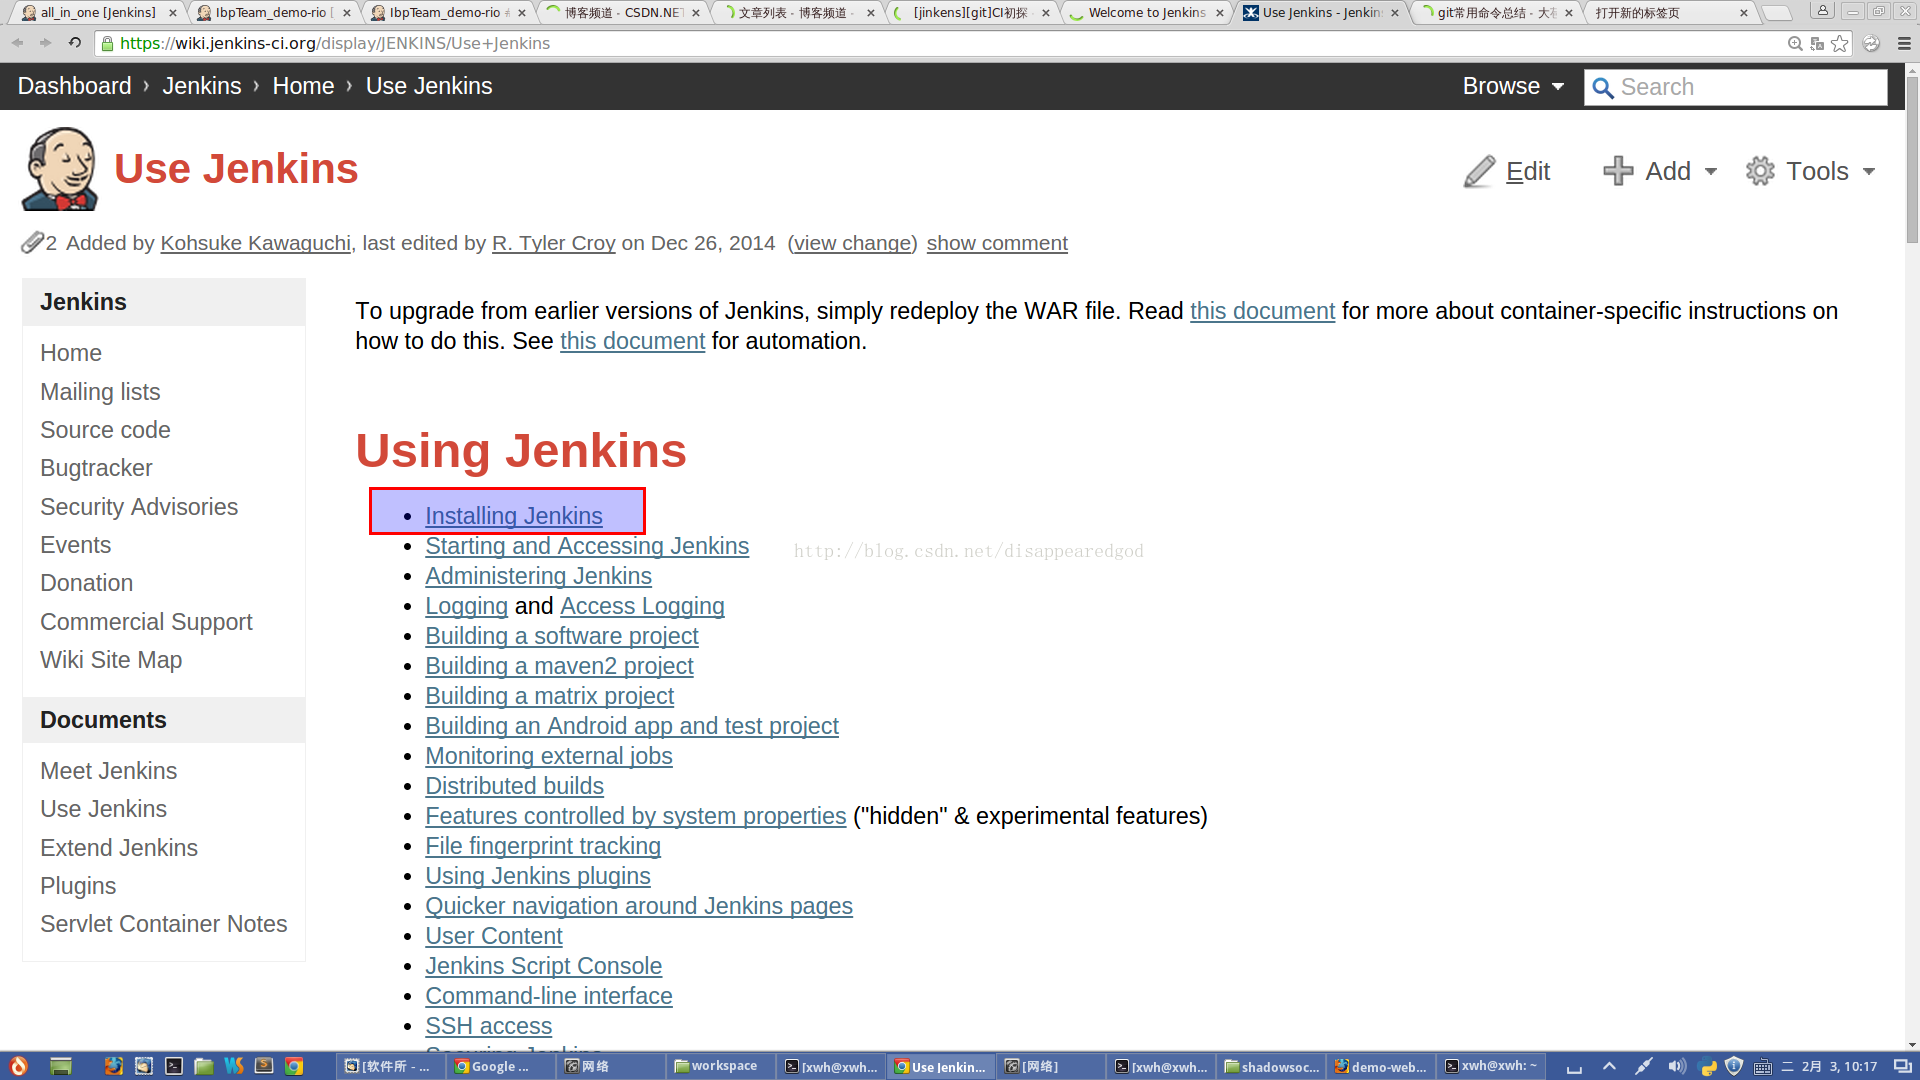 all_in_one [Jenkins]
IbpTeam_demo-rio [
IbpTeam_demo-rio #
博客频道 - CSDN.NET
文章列表 - 博客频道 -
[jinkens][git]CI初探 -
Welcome to Jenkins
Use Jenkins - Jenkins
git常用命令总结 - 大
打开新的标签页
https://wiki.jenkins-ci.org/display/JENKINS/Use+Jenkins
Dashboard › Jenkins › Home › Use Jenkins
Browse
Search
Use Jenkins
Edit
Add
Tools
2 Added by Kohsuke Kawaguchi, last edited by R. Tyler Croy on Dec 26, 2014 (view change) show comment
Jenkins
Home
Mailing lists
Source code
Bugtracker
Security Advisories
Events
Donation
Commercial Support
Wiki Site Map
Documents
Meet Jenkins
Use Jenkins
Extend Jenkins
Plugins
Servlet Container Notes
To upgrade from earlier versions of Jenkins, simply redeploy the WAR file. Read this document for more about container-specific instructions on
how to do this. See this document for automation.
Using Jenkins
• Installing Jenkins
• Starting and Accessing Jenkins
http://blog.csdn.net/disappearedgod
• Administering Jenkins
• Logging and Access Logging
• Building a software project
• Building a maven2 project
• Building a matrix project
• Building an Android app and test project
• Monitoring external jobs
• Distributed builds
• Features controlled by system properties ("hidden" & experimental features)
• File fingerprint tracking
• Using Jenkins plugins
• Quicker navigation around Jenkins pages
• User Content
• Jenkins Script Console
• Command-line interface
• SSH access
[软件所 - ...
Google ...
网络
workspace
[xwh@xwh...
Use Jenkin...
[网络]
[xwh@xwh...
shadowsoc...
demo-web...
xwh@xwh: ~
二 2月 3, 10:17